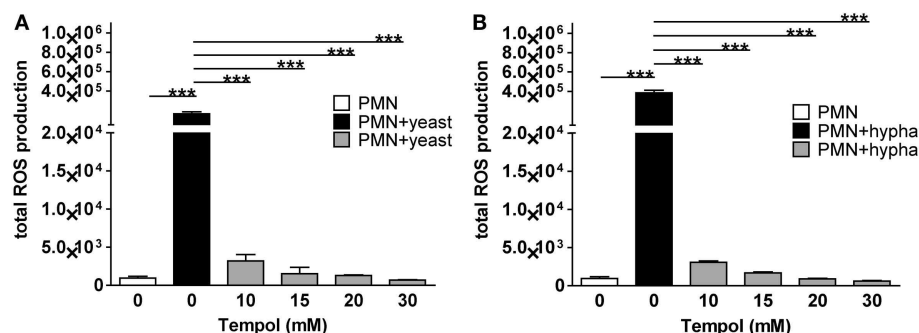 A
total ROS production
1.0×10⁶
8.0×10⁵
6.0×10⁵
4.0×10⁵
2.0×10⁴
1.5×10⁴
1.0×10⁴
5.0×10³
0
***
***
***
***
***
PMN
PMN+yeast
PMN+yeast
0 0 10 15 20 30
Tempol (mM)
B
total ROS production
1.0×10⁶
8.0×10⁵
6.0×10⁵
4.0×10⁵
2.0×10⁴
1.5×10⁴
1.0×10⁴
5.0×10³
0
***
***
***
***
***
PMN
PMN+hypha
PMN+hypha
0 0 10 15 20 30
Tempol (mM)